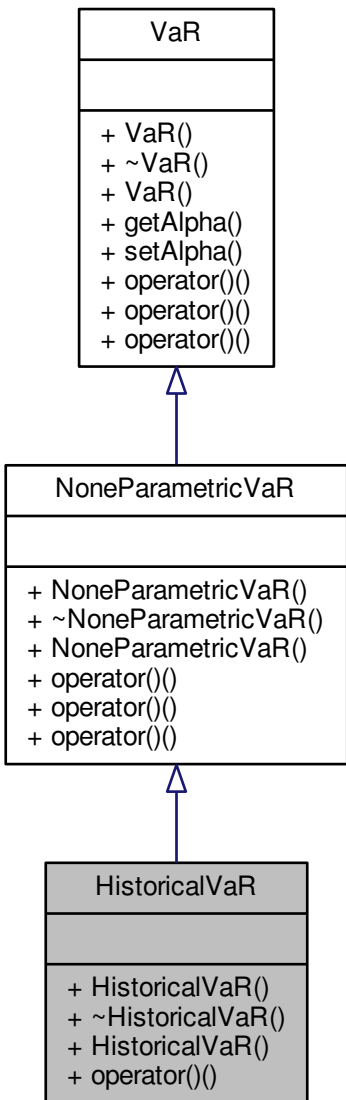 VaR
+ VaR()
+ ~VaR()
+ VaR()
+ getAlpha()
+ setAlpha()
+ operator()()
+ operator()()
+ operator()()
NoneParametricVaR
+ NoneParametricVaR()
+ ~NoneParametricVaR()
+ NoneParametricVaR()
+ operator()()
+ operator()()
+ operator()()
HistoricalVaR
+ HistoricalVaR()
+ ~HistoricalVaR()
+ HistoricalVaR()
+ operator()()